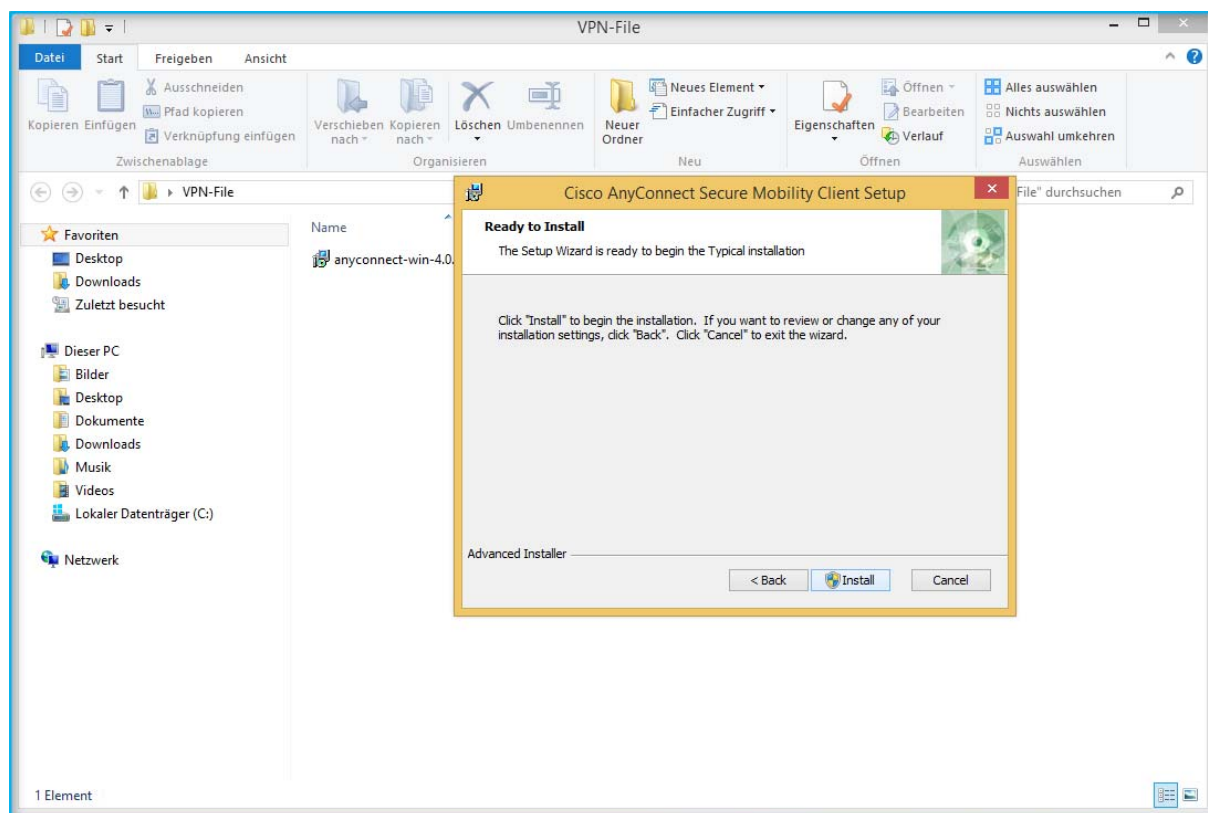 VPN-File
Datei Start Freigeben Ansicht
Kopieren Einfügen
Ausschneiden
Pfad kopieren
Verknüpfung einfügen
Zwischenablage
Verschieben nach
Kopieren nach
Löschen Umbenennen
Organisieren
Neuer Ordner
Neues Element
Einfacher Zugriff
Neu
Eigenschaften
Öffnen
Bearbeiten
Verlauf
Öffnen
Alles auswählen
Nichts auswählen
Auswahl umkehren
Auswählen
VPN-File
File" durchsuchen
Favoriten
Desktop
Downloads
Zuletzt besucht
Dieser PC
Bilder
Desktop
Dokumente
Downloads
Musik
Videos
Lokaler Datenträger (C:)
Netzwerk
Name
anyconnect-win-4.0.
Cisco AnyConnect Secure Mobility Client Setup
Ready to Install
The Setup Wizard is ready to begin the Typical installation
Click "Install" to begin the installation. If you want to review or change any of your
installation settings, click "Back". Click "Cancel" to exit the wizard.
Advanced Installer
< Back Install Cancel
1 Element